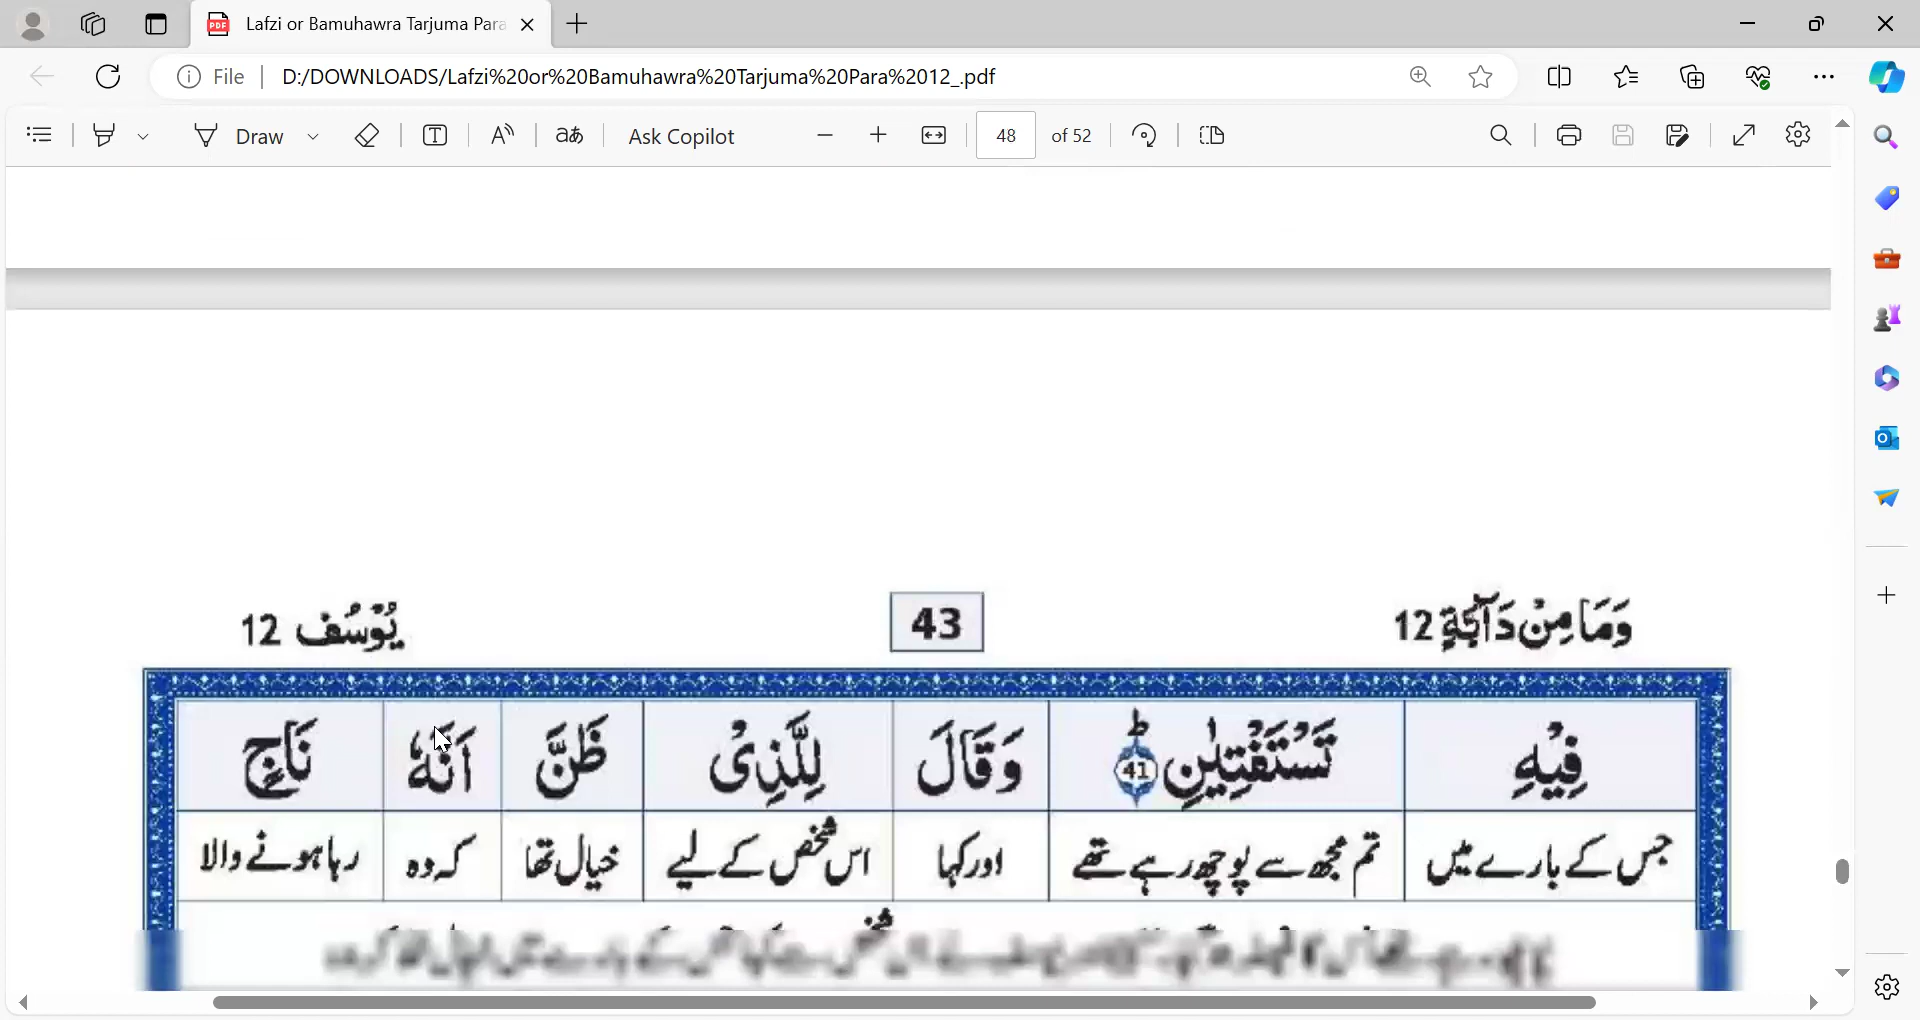 Lafzi or Bamuhawra Tarjuma Para
File D:/DOWNLOADS/Lafzi%20or%20Bamuhawra%20Tarjuma%20Para%2012_.pdf
Draw Ask Copilot 48 of 52
وَمَا مِنْ دَآبَّةٍ 12 43 يُوْسُف 12
فِيْهِ تَسْتَفْتِيٰنِ ؕ 41 وَقَالَ لِلَّذِىْ ظَنَّ اَنَّهٗ نَاجٍ
جس کے بارے میں تم مجھ سے پوچھ رہے تھے اور کہا اس شخص کے لیے خیال تھا کہ وہ رہا ہونے والا